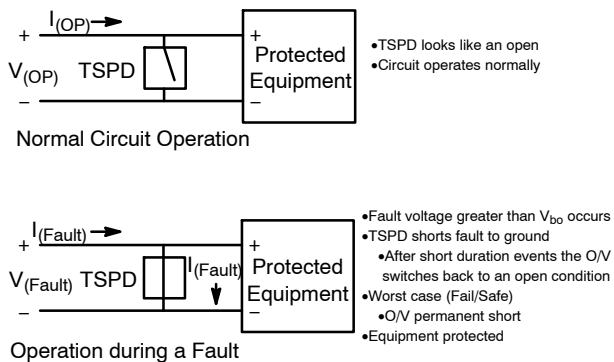 I(OP)
+
V(OP)
TSPD
−
+
Protected
Equipment
−
•TSPD looks like an open
•Circuit operates normally
Normal Circuit Operation
I(Fault)
+
V(Fault)
TSPD
I(Fault)
−
+
Protected
Equipment
−
•Fault voltage greater than Vbo occurs
•TSPD shorts fault to ground
•After short duration events the O/V
switches back to an open condition
•Worst case (Fail/Safe)
•O/V permanent short
•Equipment protected
Operation during a Fault